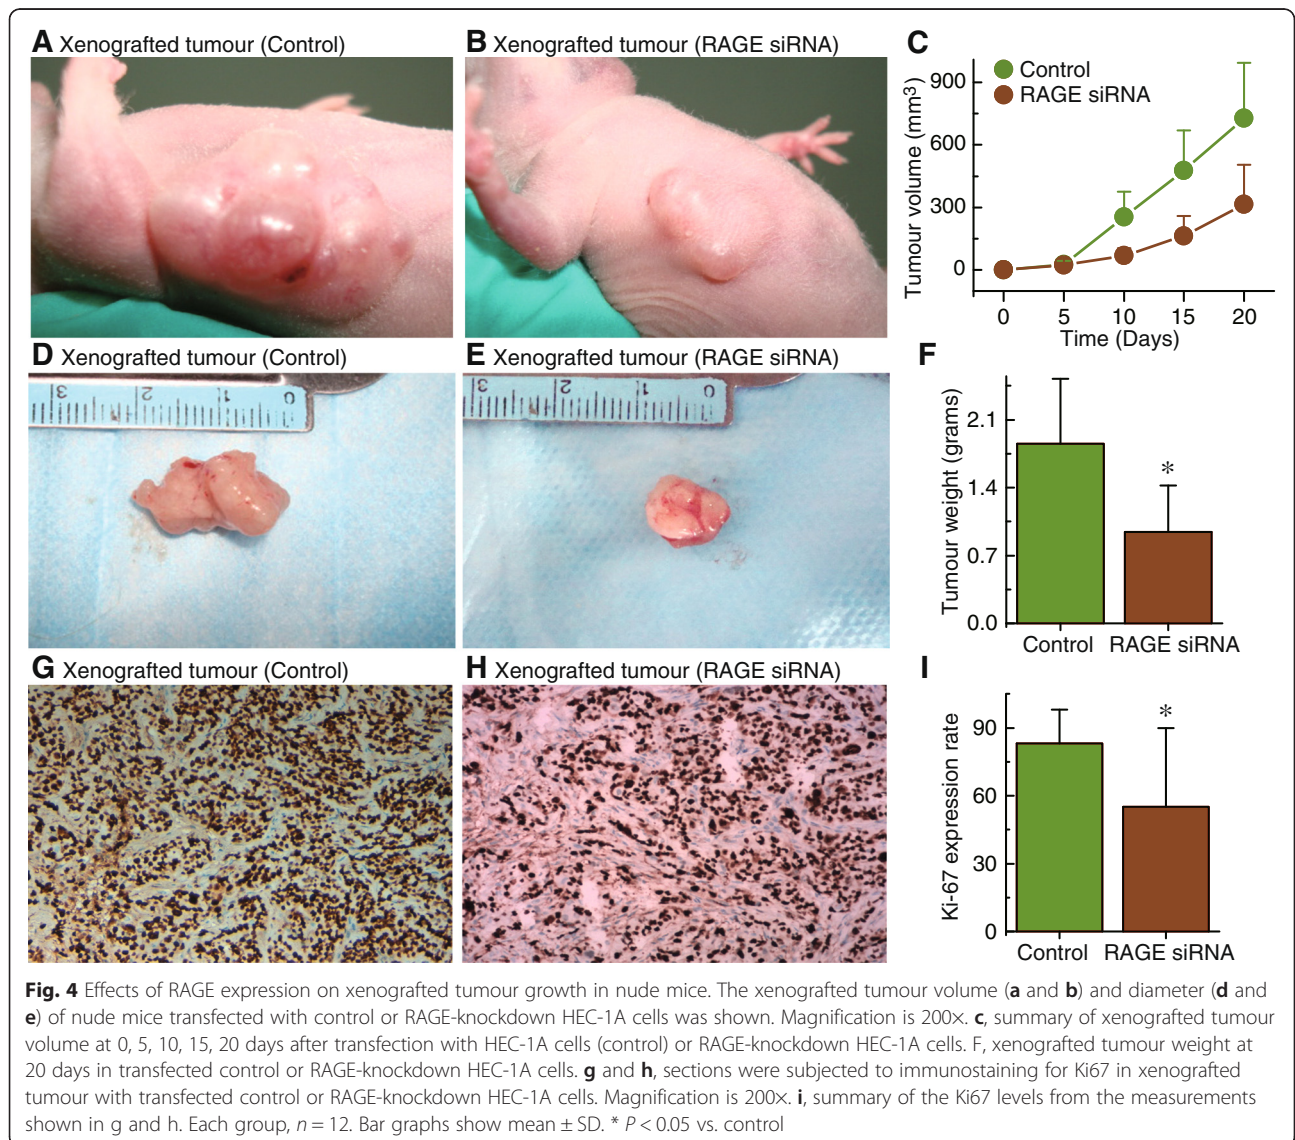 A Xenografted tumour (Control)
B Xenografted tumour (RAGE siRNA)
C
Control
RAGE siRNA
Tumour volume (mm3)
900
600
300
0
0 5 10 15 20
Time (Days)
D Xenografted tumour (Control)
3 2 1 0
E Xenografted tumour (RAGE siRNA)
3 2 1 0
F
Tumour weight (grams)
2.1
1.4
0.7
0.0
*
Control RAGE siRNA
G Xenografted tumour (Control)
H Xenografted tumour (RAGE siRNA)
I
Ki-67 expression rate
90
60
30
0
*
Control RAGE siRNA
Fig. 4 Effects of RAGE expression on xenografted tumour growth in nude mice. The xenografted tumour volume (a and b) and diameter (d and
e) of nude mice transfected with control or RAGE-knockdown HEC-1A cells was shown. Magnification is 200×. c, summary of xenografted tumour
volume at 0, 5, 10, 15, 20 days after transfection with HEC-1A cells (control) or RAGE-knockdown HEC-1A cells. F, xenografted tumour weight at
20 days in transfected control or RAGE-knockdown HEC-1A cells. g and h, sections were subjected to immunostaining for Ki67 in xenografted
tumour with transfected control or RAGE-knockdown HEC-1A cells. Magnification is 200×. i, summary of the Ki67 levels from the measurements
shown in g and h. Each group, n = 12. Bar graphs show mean ± SD. * P < 0.05 vs. control